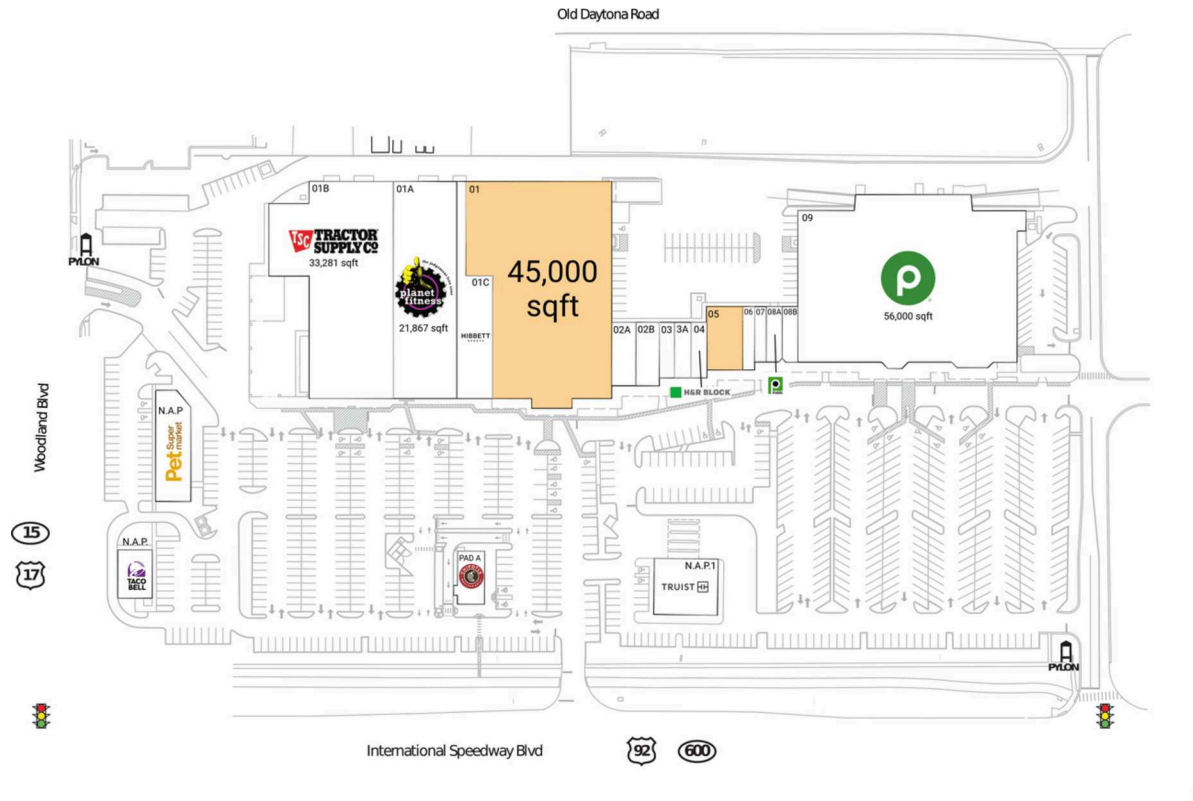 Old Daytona Road
01B
01A
01
09
TSC TRACTOR
SUPPLY CO
33,281 sqft
planet
fitness
21,867 sqft
01C
HIBBETT
45,000
sqft
P
56,000 sqft
PYLON
02A
02B
03
3A
04
05
06
07
08A
08B
H&R BLOCK
Woodland Blvd
N.A.P
Pet Super
market
15
17
N.A.P.
TACO
BELL
PAD A
N.A.P.1
TRUIST
PYLON
International Speedway Blvd
92
600